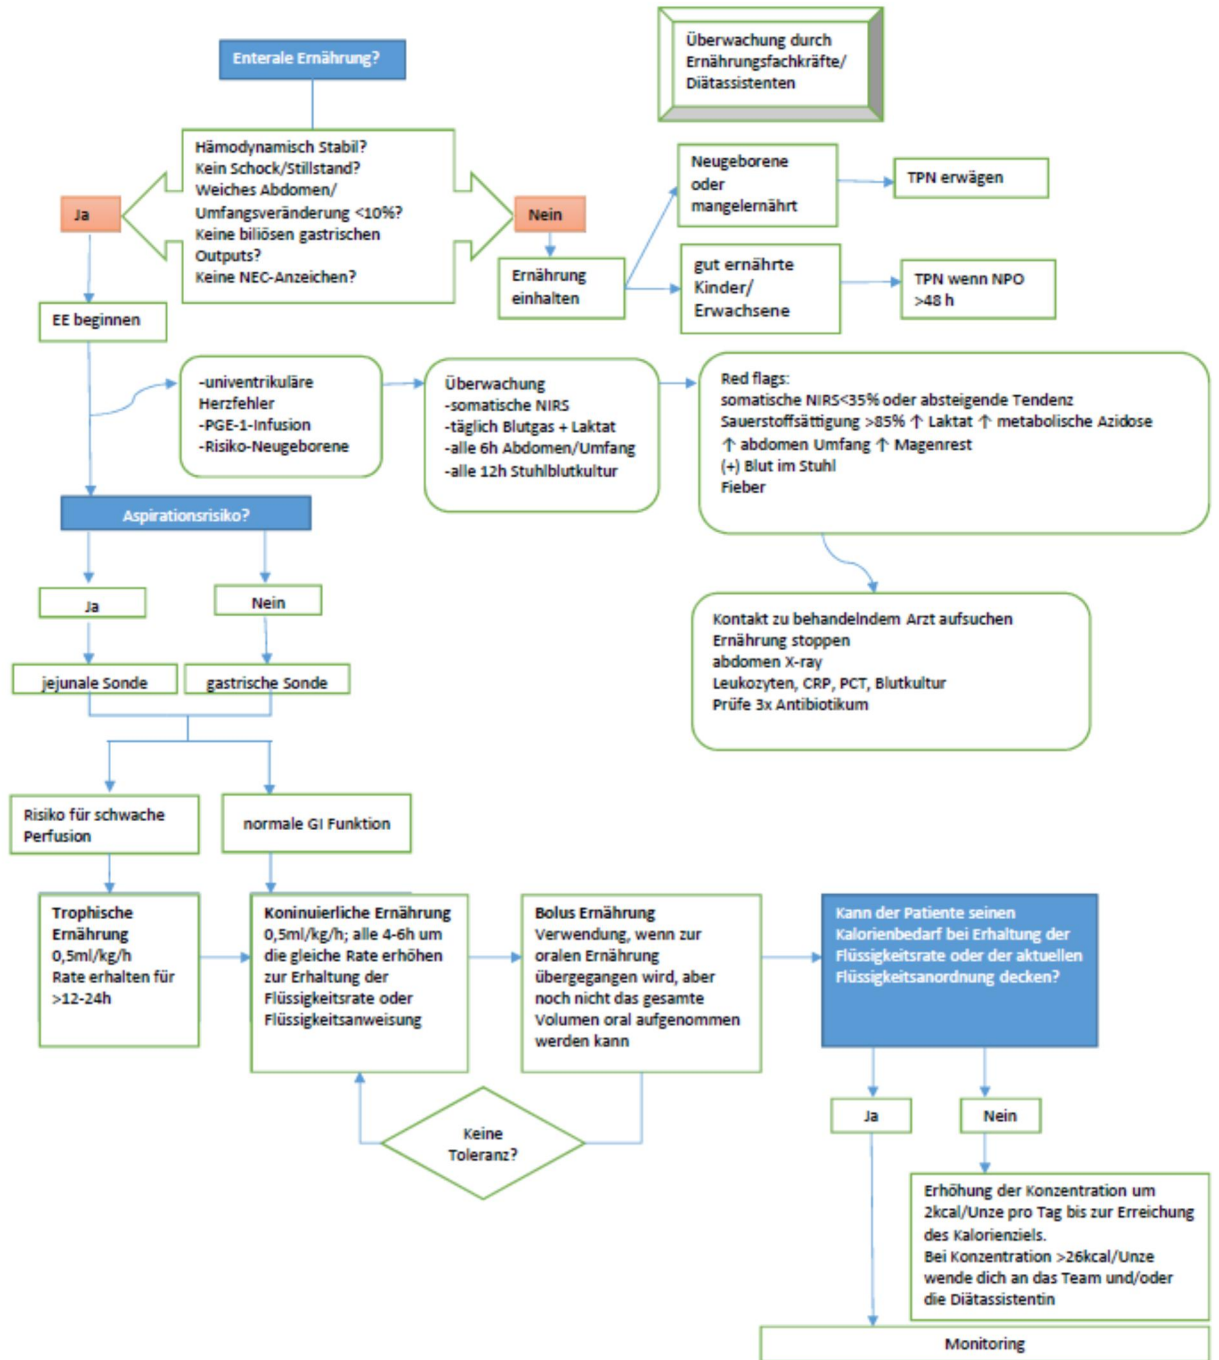 Enterale Ernährung?
Überwachung durch
Ernährungsfachkräfte/
Diätassistenten
Hämodynamisch Stabil?
Kein Schock/Stillstand?
Weiches Abdomen/
Umfangsveränderung <10%?
Keine biliösen gastrischen
Outputs?
Keine NEC-Anzeichen?
Ja
Nein
Neugeborene
oder
mangelernährt
TPN erwägen
Ernährung
einhalten
gut ernährte
Kinder/
Erwachsene
TPN wenn NPO
>48 h
EE beginnen
-univentrikuläre
Herzfehler
-PGE-1-Infusion
-Risiko-Neugeborene
Überwachung
-somatische NIRS
-täglich Blutgas + Laktat
-alle 6h Abdomen/Umfang
-alle 12h Stuhlblutkultur
Red flags:
somatische NIRS<35% oder absteigende Tendenz
Sauerstoffsättigung >85% ↑ Laktat ↑ metabolische Azidose
↑ abdomen Umfang ↑ Magenrest
(+) Blut im Stuhl
Fieber
Aspirationsrisiko?
Ja
Nein
jejunale Sonde
gastrische Sonde
Kontakt zu behandelndem Arzt aufsuchen
Ernährung stoppen
abdomen X-ray
Leukozyten, CRP, PCT, Blutkultur
Prüfe 3x Antibiotikum
Risiko für schwache
Perfusion
normale GI Funktion
Trophische
Ernährung
0,5ml/kg/h
Rate erhalten für
>12-24h
Koninuierliche Ernährung
0,5ml/kg/h; alle 4-6h um
die gleiche Rate erhöhen
zur Erhaltung der
Flüssigkeitsrate oder
Flüssigkeitsanweisung
Bolus Ernährung
Verwendung, wenn zur
oralen Ernährung
übergegangen wird, aber
noch nicht das gesamte
Volumen oral aufgenommen
werden kann
Kann der Patiente seinen
Kalorienbedarf bei Erhaltung der
Flüssigkeitsrate oder der aktuellen
Flüssigkeitsanordnung decken?
Keine
Toleranz?
Ja
Nein
Erhöhung der Konzentration um
2kcal/Unze pro Tag bis zur Erreichung
des Kalorienziels.
Bei Konzentration >26kcal/Unze
wende dich an das Team und/oder
die Diätassistentin
Monitoring